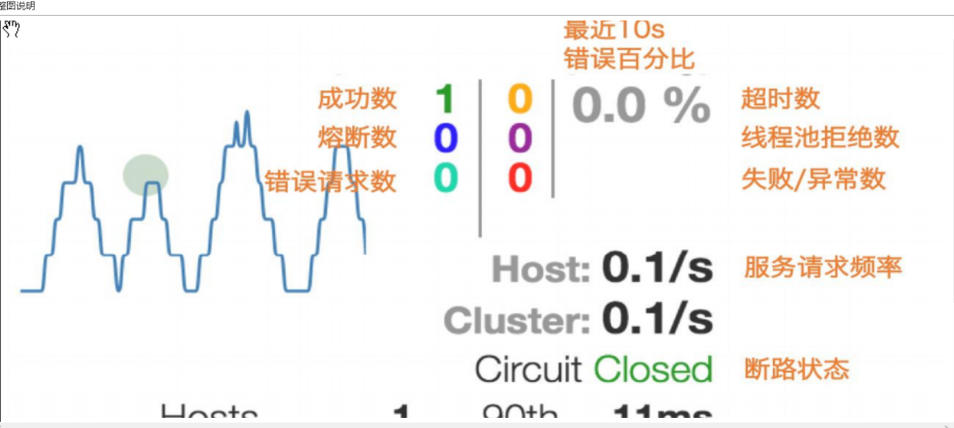 整图说明
最近10s
错误百分比
成功数 1 0 0.0 % 超时数
熔断数 0 0 线程池拒绝数
错误请求数 0 0 失败/异常数
Host: 0.1/s 服务请求频率
Cluster: 0.1/s
Circuit Closed 断路状态
Hosts 1 90th 11ms